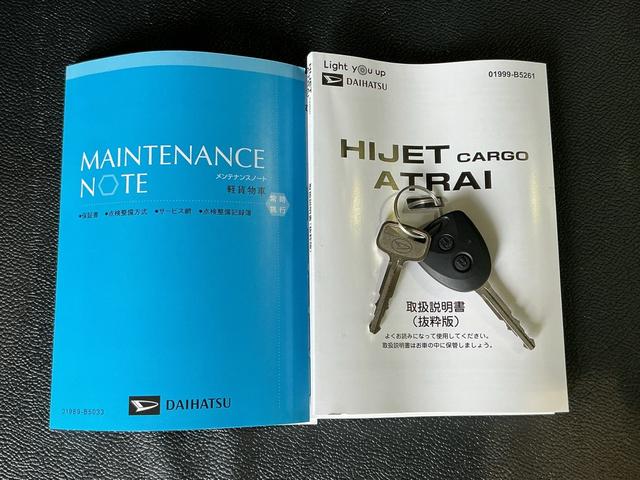 MAINTENANCE
NOTE
メンテナンスノート
軽貨物車
常時
携行
●保証書 ●点検整備方式 ●サービス網 ●点検整備記録簿
01989-B5033
DAIHATSU
Light you up
DAIHATSU
01999-B5261
HIJET CARGO
ATRAI
取扱説明書
（抜粋版）
よくお読みになって使用してください。
取扱説明書はお車の中に保管しましょう。